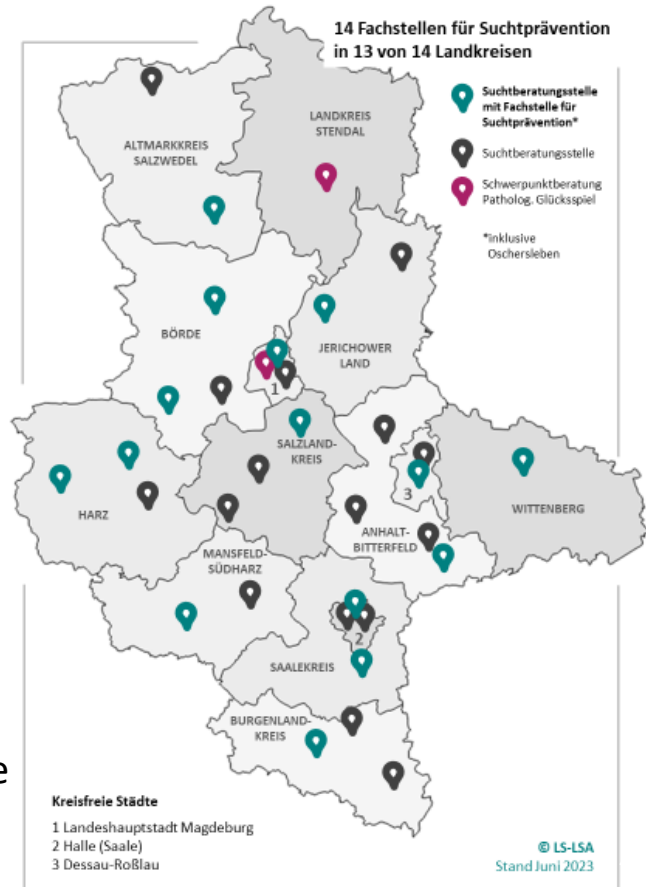 14 Fachstellen für Suchtprävention
in 13 von 14 Landkreisen
Suchtberatungsstelle
mit Fachstelle für
Suchtprävention*
Suchtberatungsstelle
Schwerpunktberatung
Patholog. Glücksspiel
*inklusive
Oschersleben
LANDKREIS
STENDAL
ALTMARKKREIS
SALZWEDEL
BÖRDE
JERICHOWER
LAND
1
SALZLAND-
KREIS
3
WITTENBERG
HARZ
ANHALT-
BITTERFELD
MANSFELD-
SÜDHARZ
2
SAALEKREIS
BURGENLAND-
KREIS
e
Kreisfreie Städte
1 Landeshauptstadt Magdeburg
2 Halle (Saale)
3 Dessau-Roßlau
© LS-LSA
Stand Juni 2023